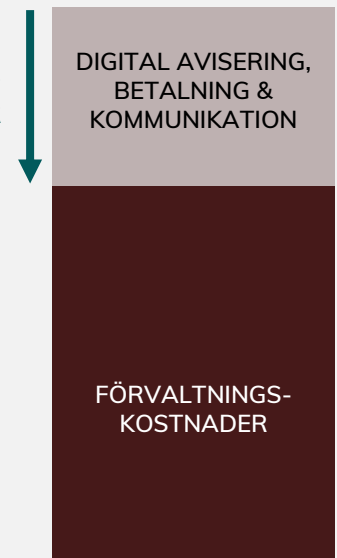 DIGITAL AVISERING,
BETALNING &
KOMMUNIKATION
FÖRVALTNINGS-
KOSTNADER